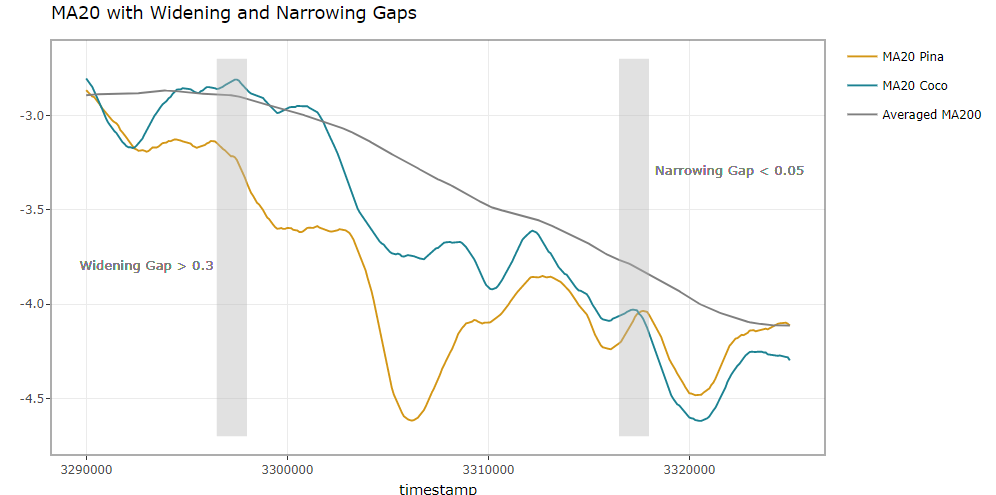 MA20 with Widening and Narrowing Gaps
MA20 Pina
MA20 Coco
Averaged MA200
-3.0
-3.5
-4.0
-4.5
Narrowing Gap < 0.05
Widening Gap > 0.3
3290000
3300000
3310000
3320000
timestamp